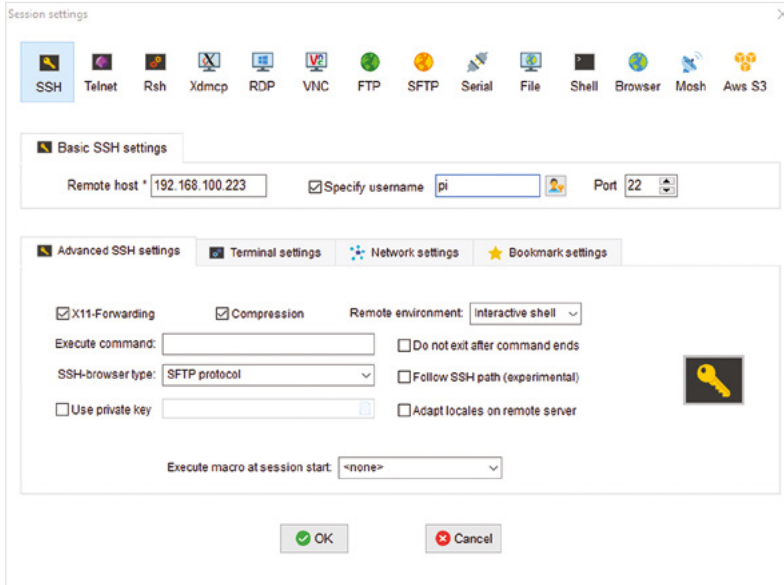 Session settings
SSH Telnet Rsh Xdmcp RDP VNC FTP SFTP Serial File Shell Browser Mosh Aws S3
Basic SSH settings
Remote host * 192.168.100.223 Specify username pi Port 22
Advanced SSH settings Terminal settings Network settings Bookmark settings
X11-Forwarding Compression Remote environment: Interactive shell
Execute command: Do not exit after command ends
SSH-browser type: SFTP protocol Follow SSH path (experimental)
Use private key Adapt locales on remote server
Execute macro at session start: <none>
OK Cancel